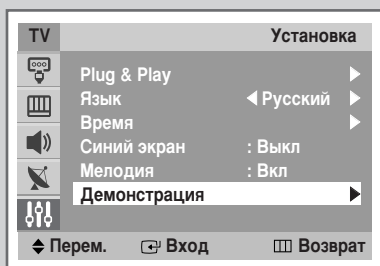 TV Установка
Plug & Play
Язык Русский
Время
Синий экран : Выкл
Мелодия : Вкл
Демонстрация
Перем. Вход Возврат